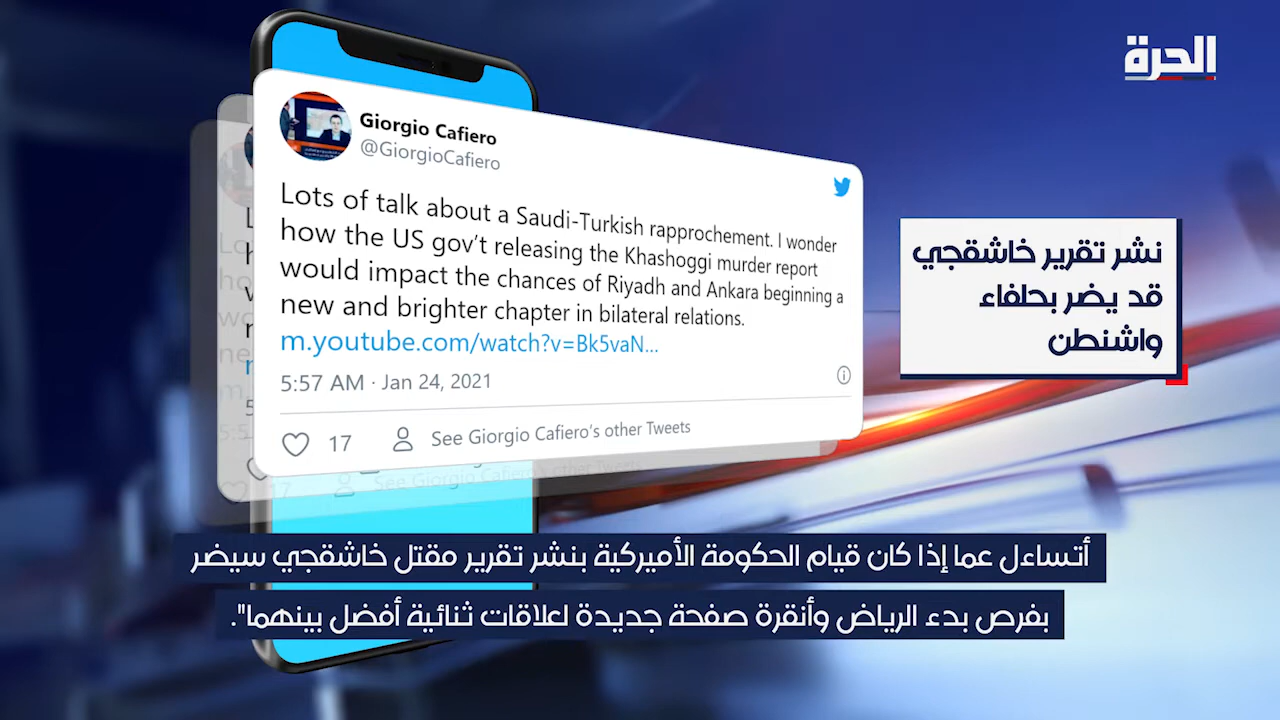 الحرة
Giorgio Cafiero
@GiorgioCafiero
Lots of talk about a Saudi-Turkish rapprochement. I wonder
how the US gov't releasing the Khashoggi murder report
would impact the chances of Riyadh and Ankara beginning a
new and brighter chapter in bilateral relations.
m.youtube.com/watch?v=Bk5vaN...
5:57 AM · Jan 24, 2021
17
See Giorgio Cafiero's other Tweets
نشر تقرير خاشقجي
قد يضر بحلفاء
واشنطن
أتساءل عما إذا كان قيام الحكومة الأميركية بنشر تقرير مقتل خاشقجي سيضر
بفرص بدء الرياض وأنقرة صفحة جديدة لعلاقات ثنائية أفضل بينهما".